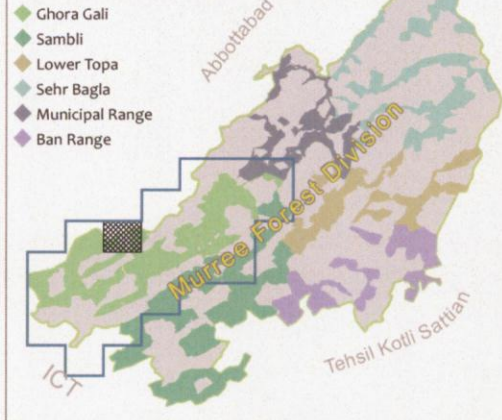 Ghora Gali
Sambli
Lower Topa
Sehr Bagla
Municipal Range
Ban Range
Abbottabad
Murree Forest Division
Tehsil Kotli Sattian
ICT